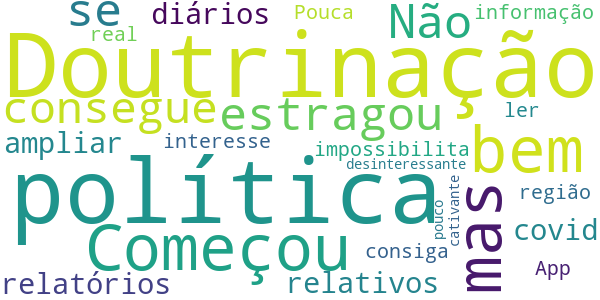 se diários Pouca Não informação
real
Doutrinação
consegue estragou ler
ampliar interesse impossibilita bem
desinteressante
política mas região
pouco cativante
Começou consiga covid
relatórios relativos App